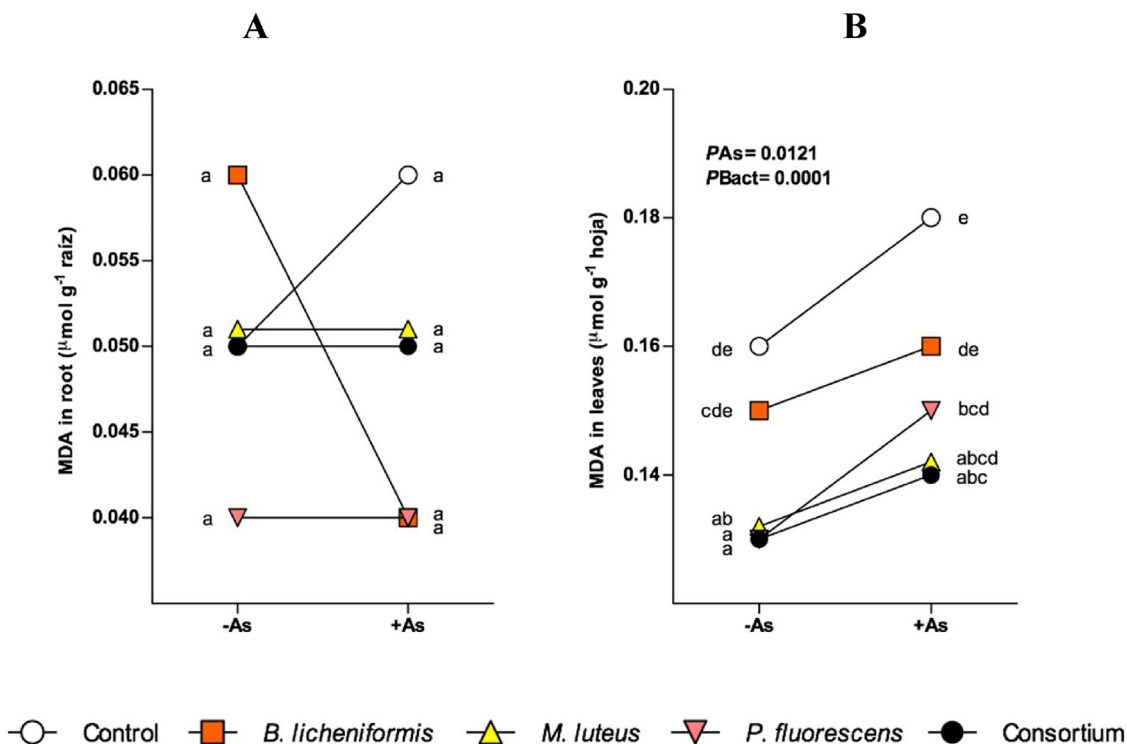 A
MDA in root (µmol g-1 raíz)
0.065
0.060
0.055
0.050
0.045
0.040
a
a
a
a
a
a
a
a
a
a
-As
+As
B
MDA in leaves (µmol g-1 hoja)
0.20
0.18
0.16
0.14
PAs= 0.0121
PBact= 0.0001
de
cde
ab
a
a
e
de
bcd
abcd
abc
-As
+As
Control
B. licheniformis
M. luteus
P. fluorescens
Consortium